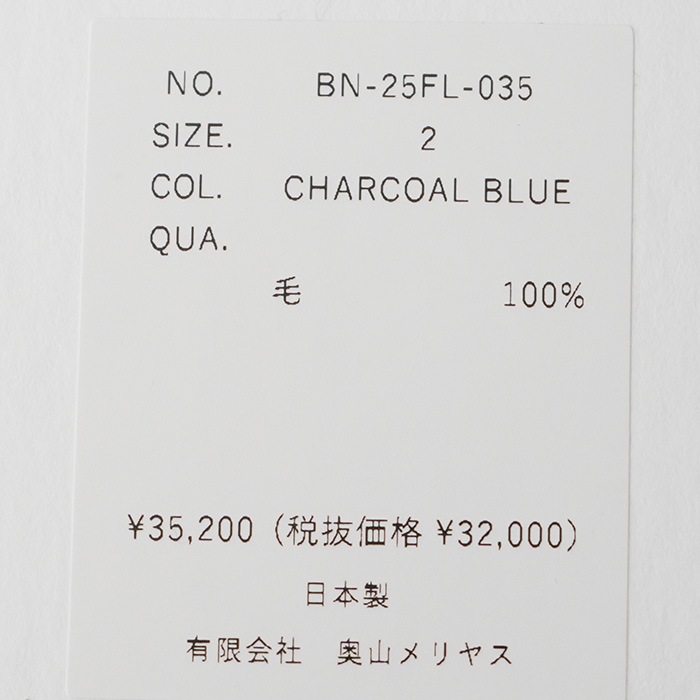 NO. BN-25FL-035
SIZE. 2
COL. CHARCOAL BLUE
QUA.
毛 100%
¥35,200 (税抜価格 ¥32,000)
日本製
有限会社 奥山メリヤス